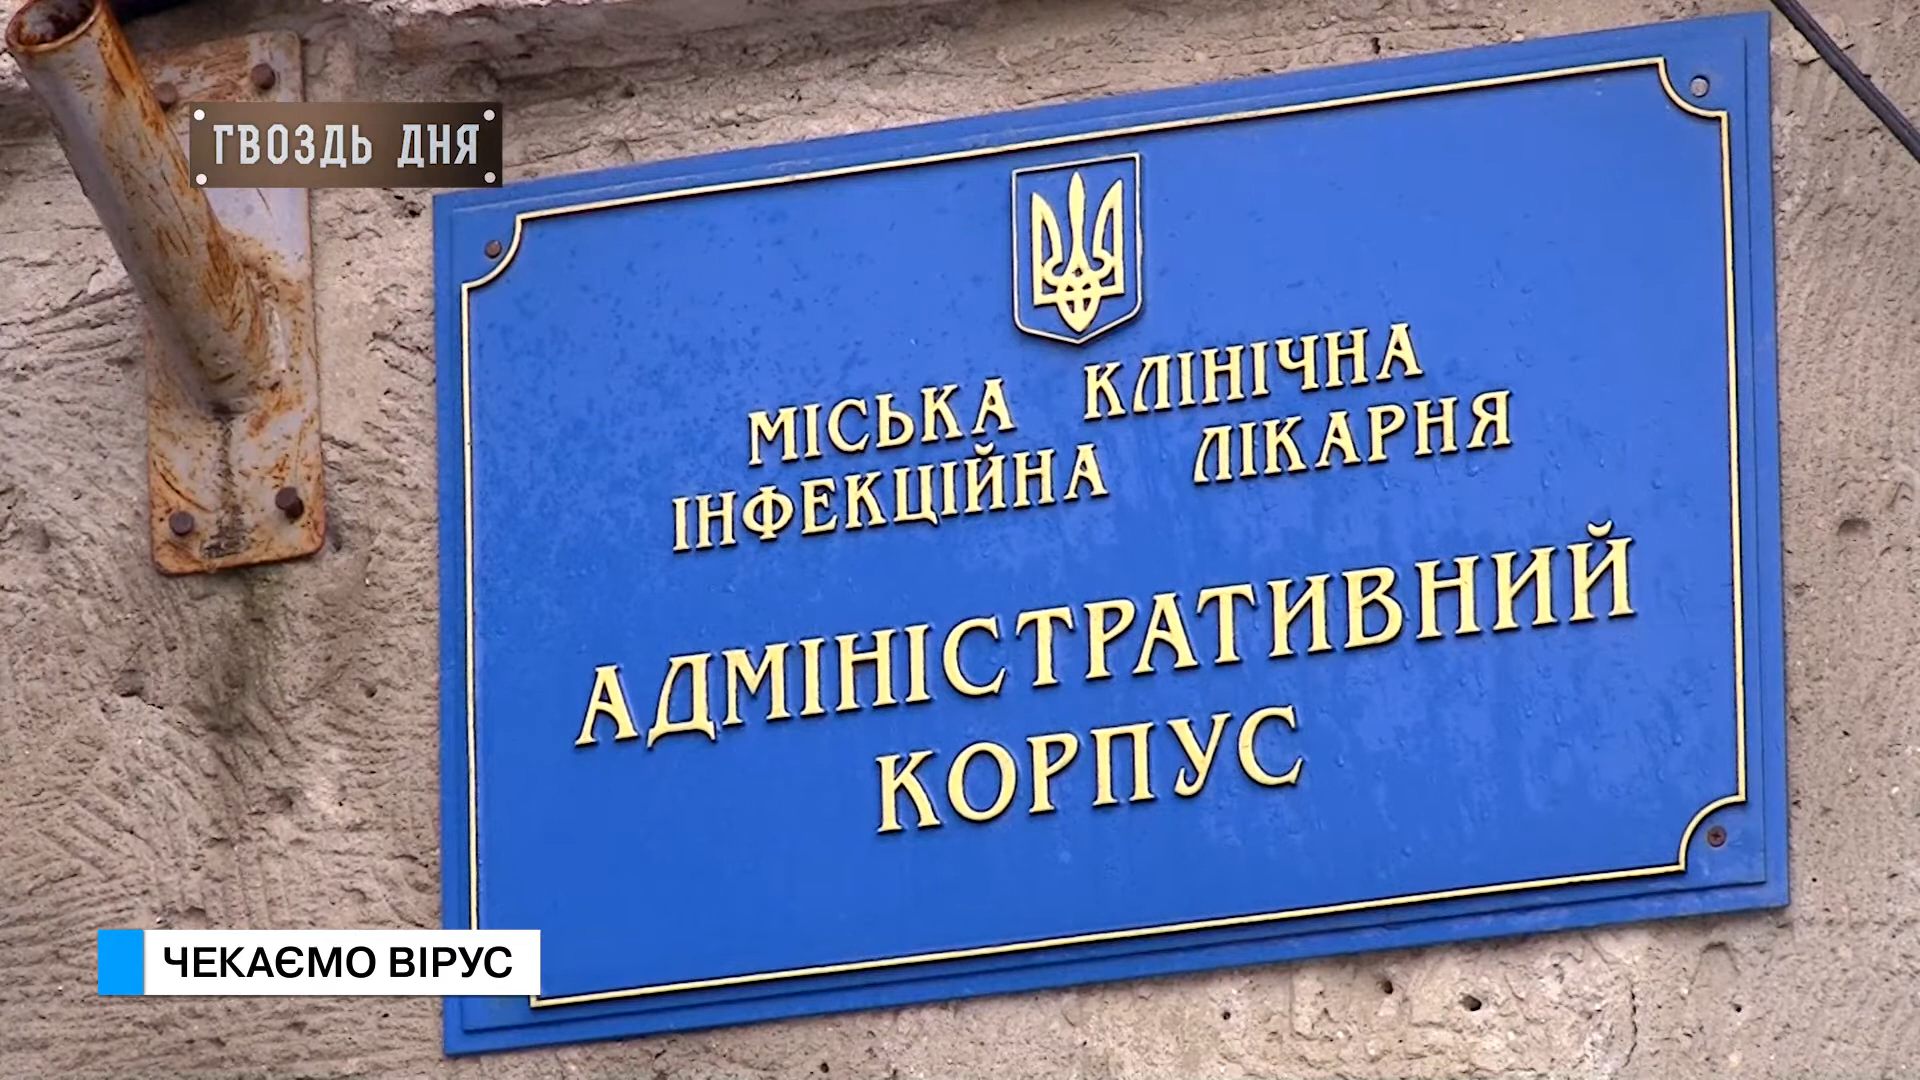 ГВОЗДЬ ДНЯ
МІСЬКА КЛІНІЧНА
ІНФЕКЦІЙНА ЛІКАРНЯ
АДМІНІСТРАТИВНИЙ
КОРПУС
ЧЕКАЄМО ВІРУС